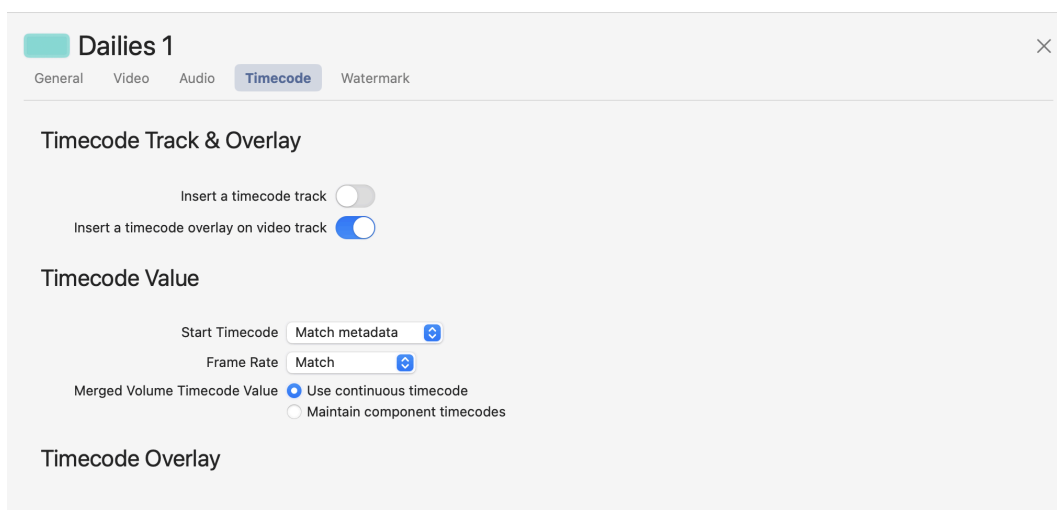 Dailies 1
General Video Audio Timecode Watermark
Timecode Track & Overlay
Insert a timecode track
Insert a timecode overlay on video track
Timecode Value
Start Timecode Match metadata
Frame Rate Match
Merged Volume Timecode Value Use continuous timecode
Maintain component timecodes
Timecode Overlay